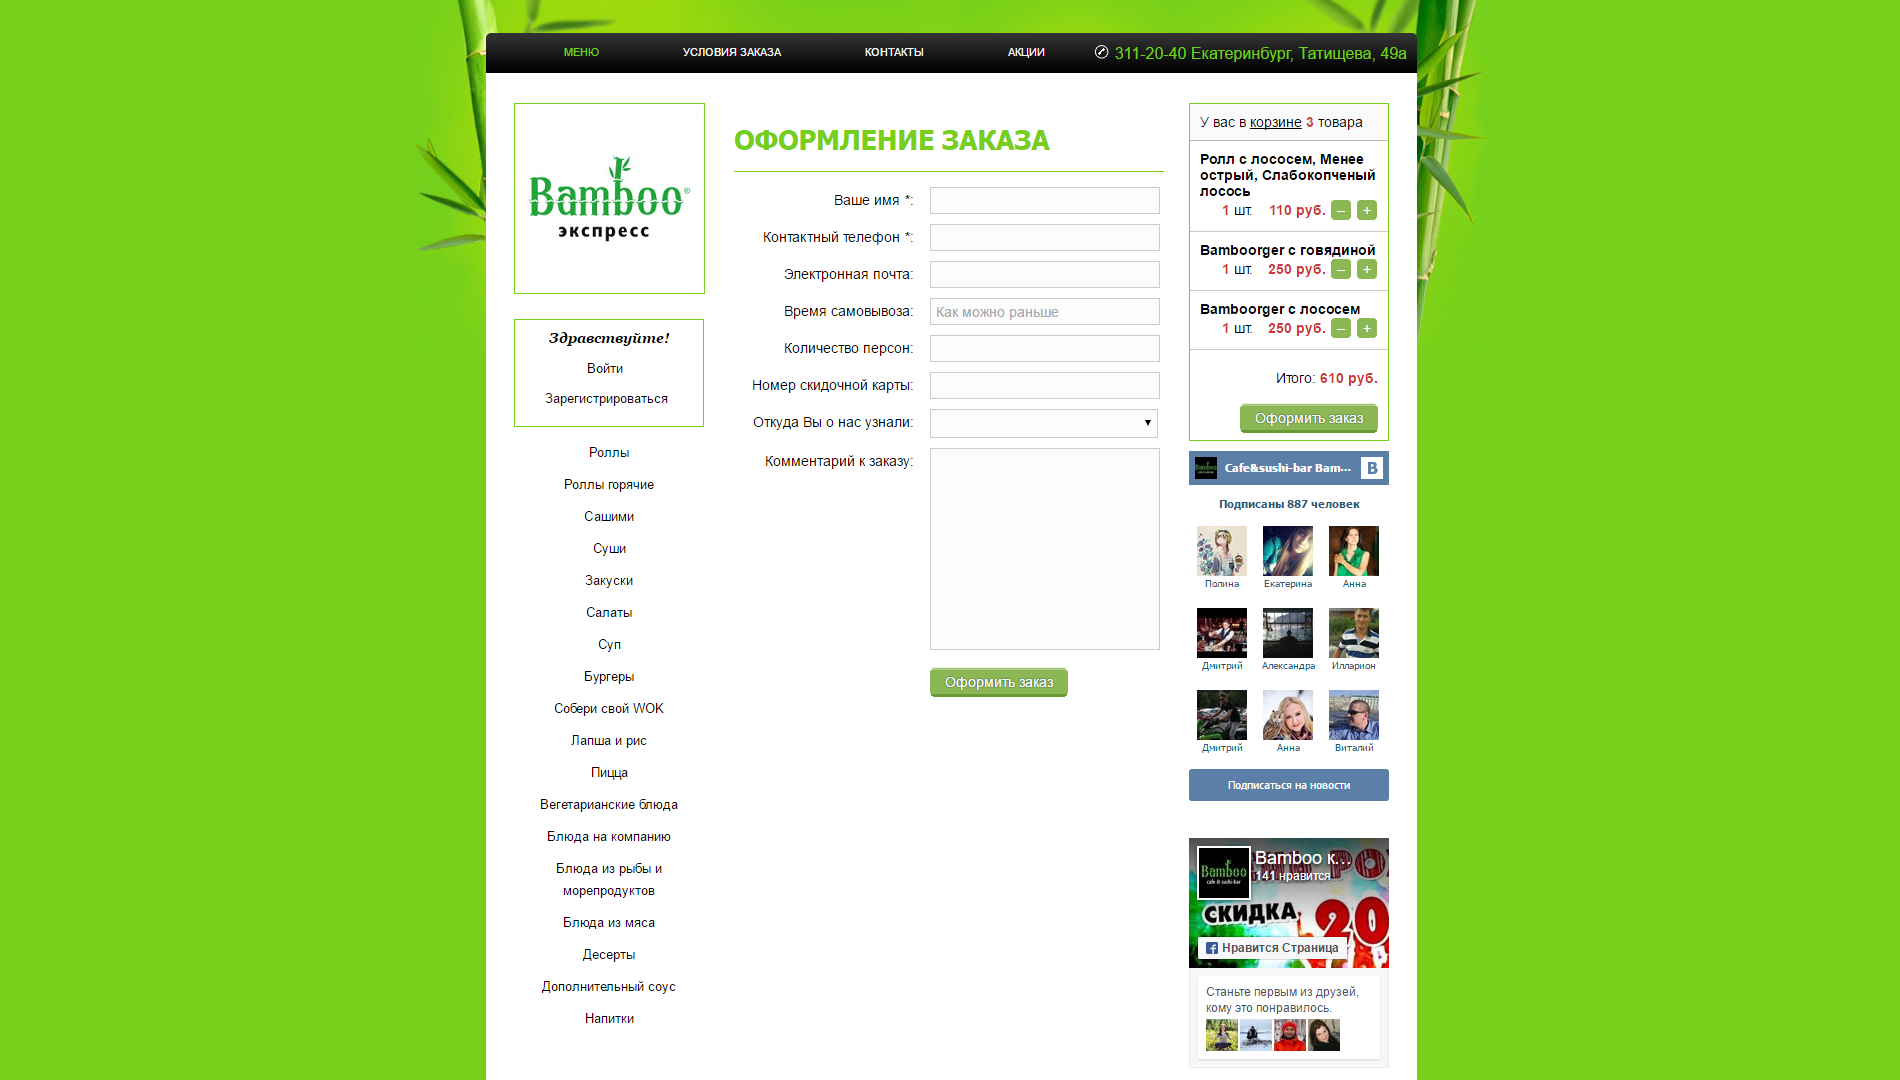 МЕНЮ
УСЛОВИЯ ЗАКАЗА
КОНТАКТЫ
АКЦИИ
311-20-40 Екатеринбург, Татищева, 49а
Bamboo®
экспресс
Здравствуйте!
Войти
Зарегистрироваться
Роллы
Роллы горячие
Сашими
Суши
Закуски
Салаты
Суп
Бургеры
Собери свой WOK
Лапша и рис
Пицца
Вегетарианские блюда
Блюда на компанию
Блюда из рыбы и
морепродуктов
Блюда из мяса
Десерты
Дополнительный соус
Напитки
ОФОРМЛЕНИЕ ЗАКАЗА
Ваше имя *:
Контактный телефон *:
Электронная почта:
Время самовывоза:
Как можно раньше
Количество персон:
Номер скидочной карты:
Откуда Вы о нас узнали:
Комментарий к заказу:
Оформить заказ
У вас в корзине 3 товара
Ролл с лососем, Менее
острый, Слабокопченый
лосось
1 шт. 110 руб. – +
Bamboorger с говядиной
1 шт. 250 руб. – +
Bamboorger с лососем
1 шт. 250 руб. – +
Итого: 610 руб.
Оформить заказ
Bamboo
Cafe&sushi-bar Bam...
B
Подписаны 887 человек
Полина
Екатерина
Анна
Дмитрий
Александра
Илларион
Дмитрий
Анна
Виталий
Подписаться на новости
Bamboo
cafe & sushi-bar
Bamboo к...
141 нравится
СКИДКА
20
Нравится Страница
Станьте первым из друзей,
кому это понравилось.